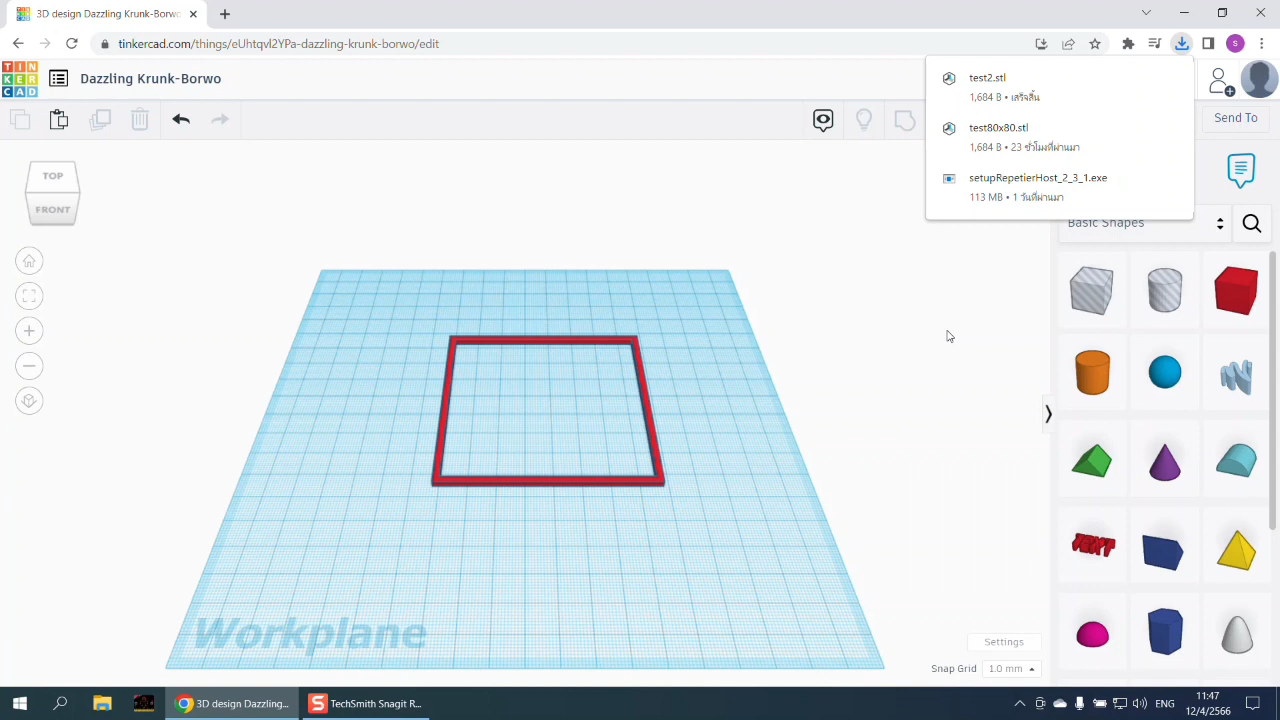 3D design Dazzling Krunk-Borwo
tinkercad.com/things/eUhtqvl2YPa-dazzling-krunk-borwo/edit
S
TIN
KER
CAD
Dazzling Krunk-Borwo
test2.stl
1,684 B • เสร็จสิ้น
test80x80.stl
1,684 B • 23 ชั่วโมงที่ผ่านมา
setupRepetierHost_2_3_1.exe
113 MB • 1 วันที่ผ่านมา
Send To
TOP
FRONT
Basic Shapes
TEXT
Workplane
Settings
Snap Grid 1.0 mm
3D design Dazzling...
S TechSmith Snagit R...
ENG
11:47
12/4/2566